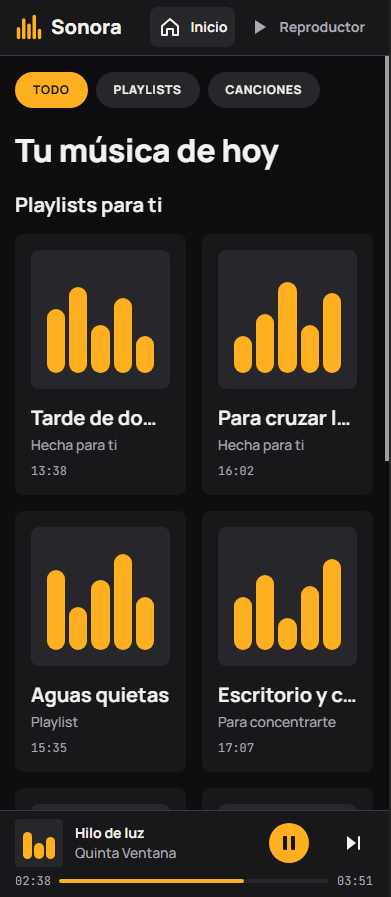 Sonora
Inicio
Reproductor
TODO
PLAYLISTS
CANCIONES
Tu música de hoy
Playlists para ti
Tarde de do...
Hecha para ti
13:38
Para cruzar l...
Hecha para ti
16:02
Aguas quietas
Playlist
15:35
Escritorio y c...
Para concentrarte
17:07
Hilo de luz
Quinta Ventana
02:38
03:51